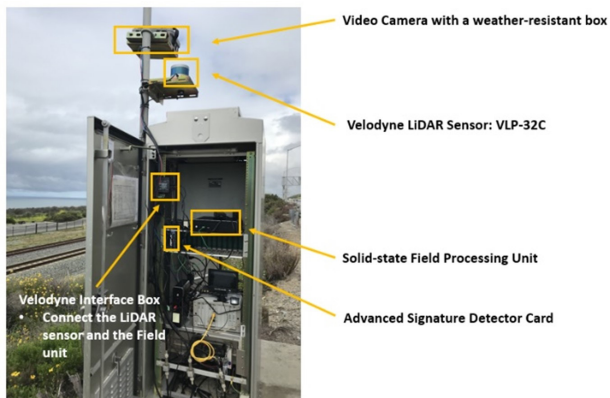 Video Camera with a weather-resistant box
Velodyne LiDAR Sensor: VLP-32C
Solid-state Field Processing Unit
Advanced Signature Detector Card
Velodyne Interface Box
• Connect the LiDAR
sensor and the Field
unit